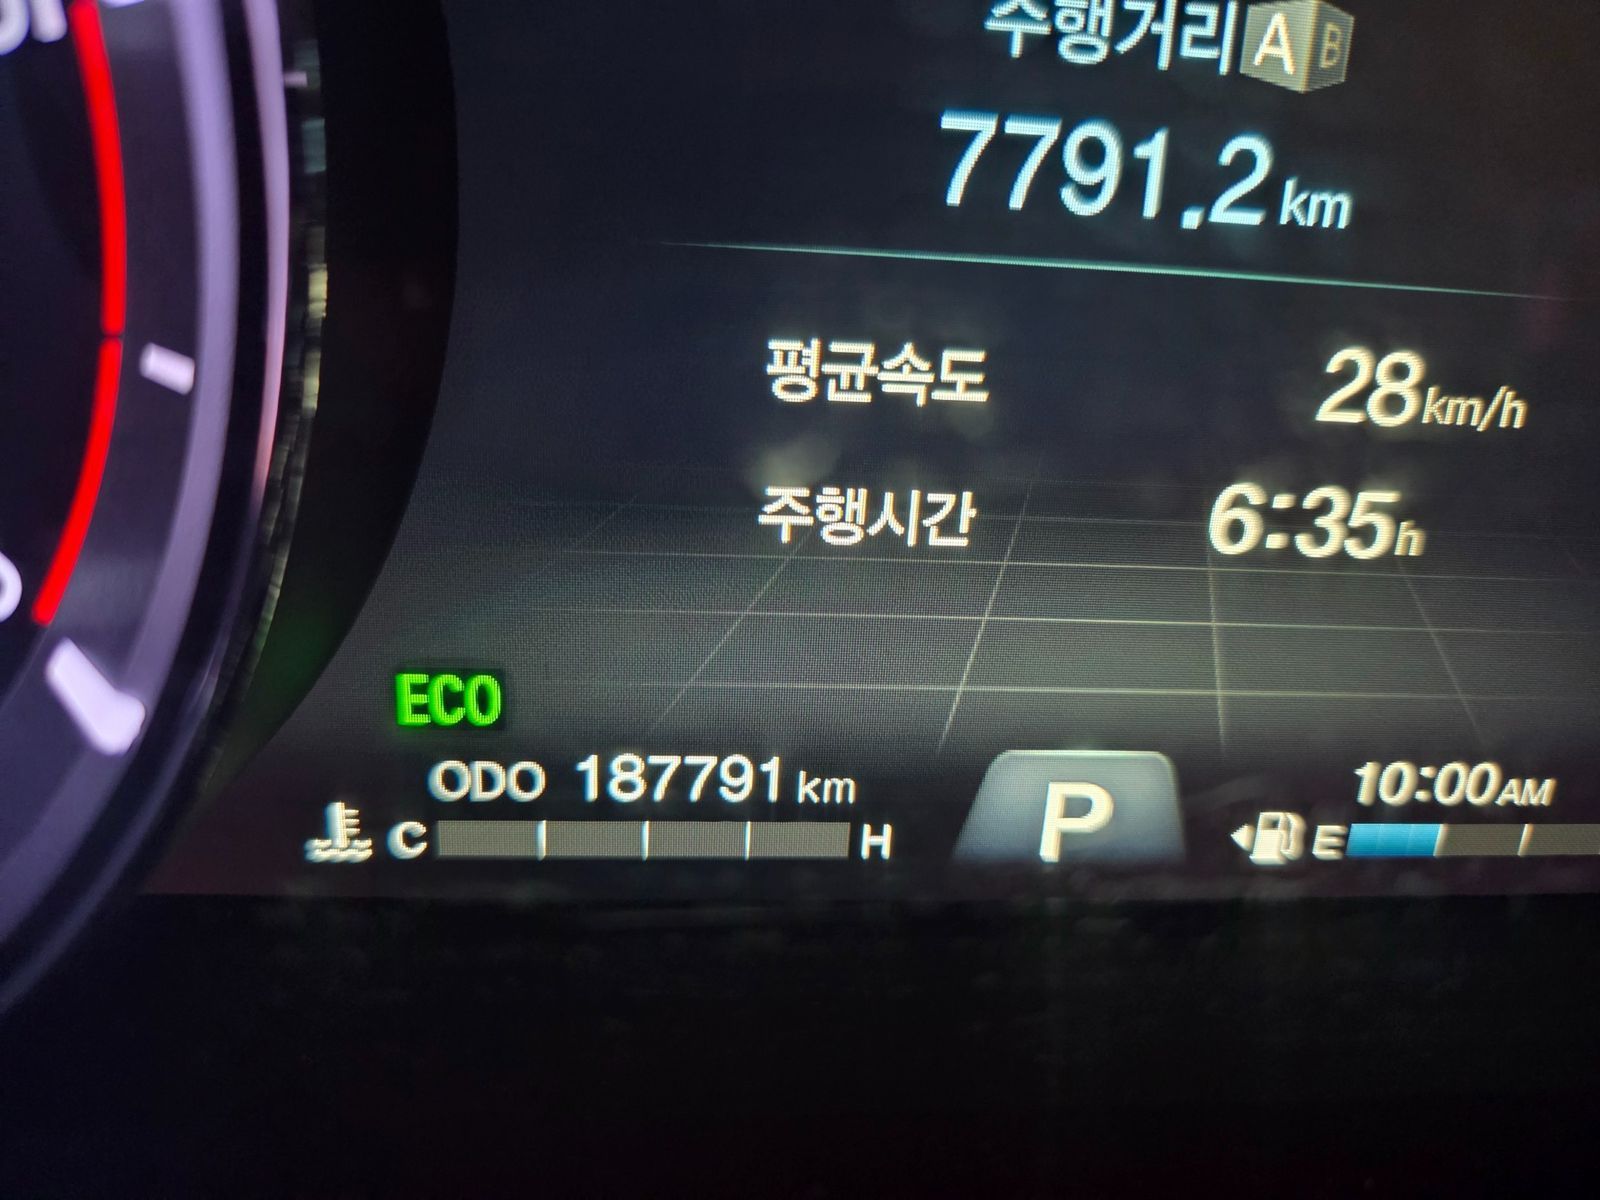 주행거리 A B
7791.2 km
평균속도 28 km/h
주행시간 6:35 h
ECO
ODO 187791 km
10:00 AM
C H
P
E